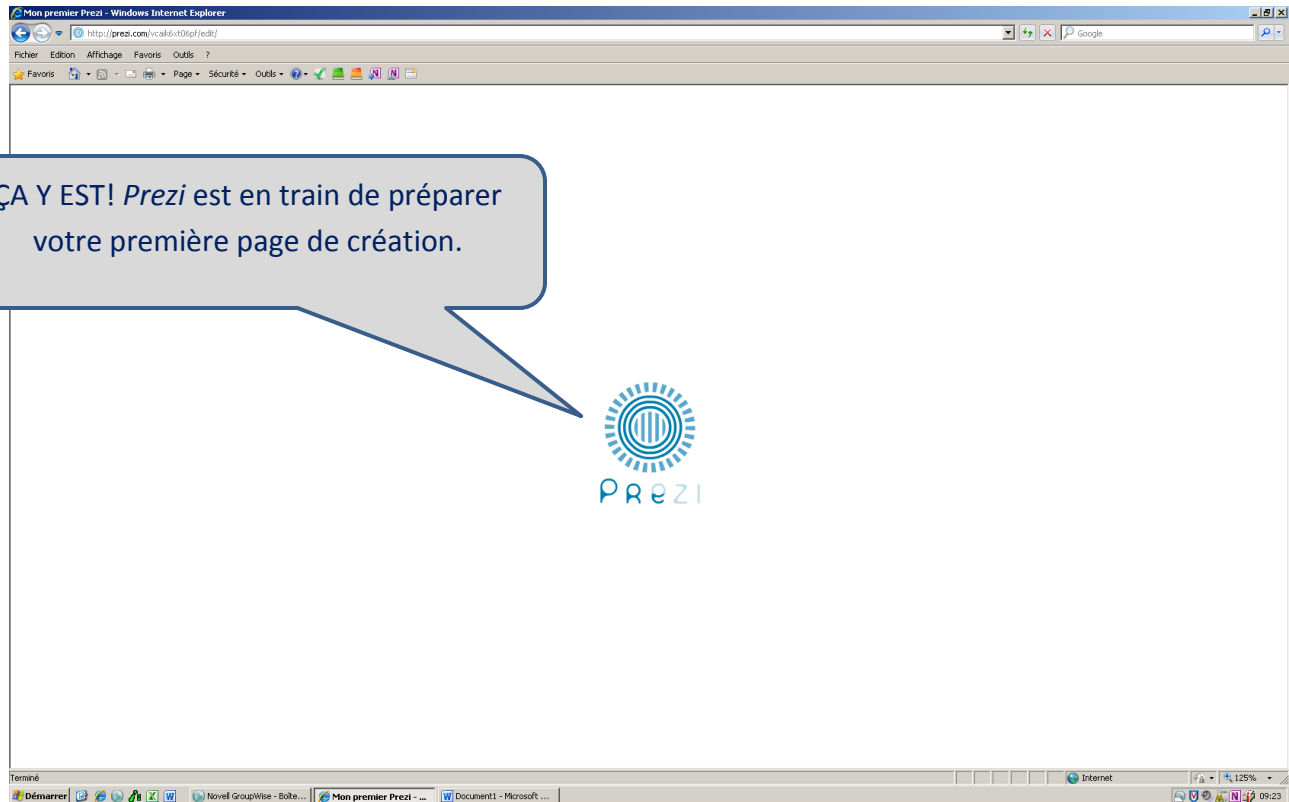 Mon premier Prezi - Windows Internet Explorer
http://prezi.com/vcaik6xt06pf/edit/
Google
Fichier Edition Affichage Favoris Outils ?
Favoris Page Sécurité Outils
ÇA Y EST! Prezi est en train de préparer
votre première page de création.
PReZI
Terminé Internet 125%
Démarrer Novell GroupWise - Boîte... Mon premier Prezi - ... Document1 - Microsoft ... 09:23